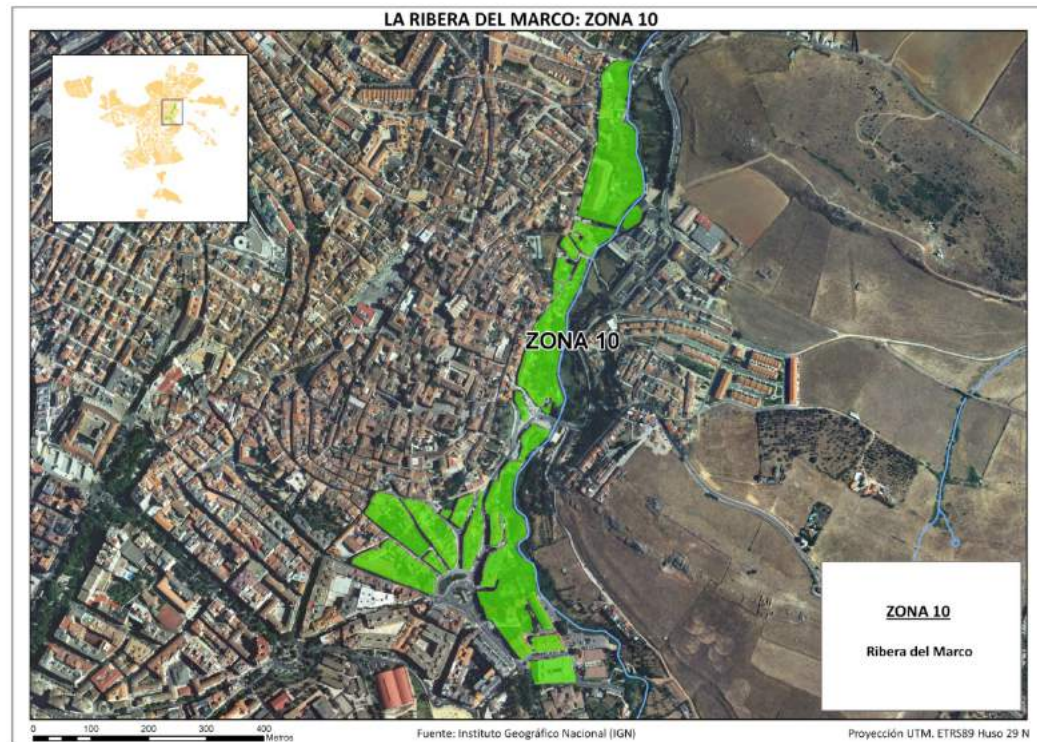 LA RIBERA DEL MARCO: ZONA 10
ZONA 10
ZONA 10
Ribera del Marco
0 100 200 300 400
Metros
Fuente: Instituto Geográfico Nacional (IGN)
Proyección UTM. ETRS89 Huso 29 N